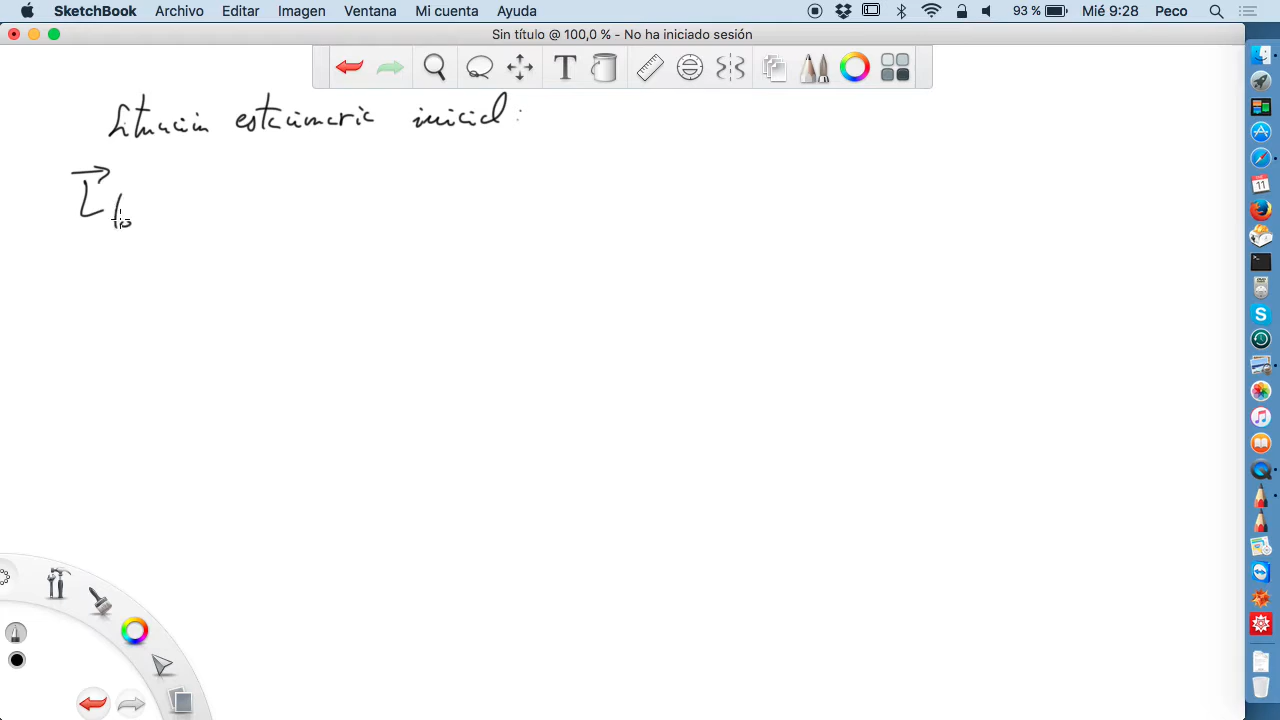 SketchBook Archivo Editar Imagen Ventana Mi cuenta Ayuda 93 % Mié 9:28 Peco
Sin título @ 100,0 % - No ha iniciado sesión
T
Situación estacionaria inicial :
L
11
S